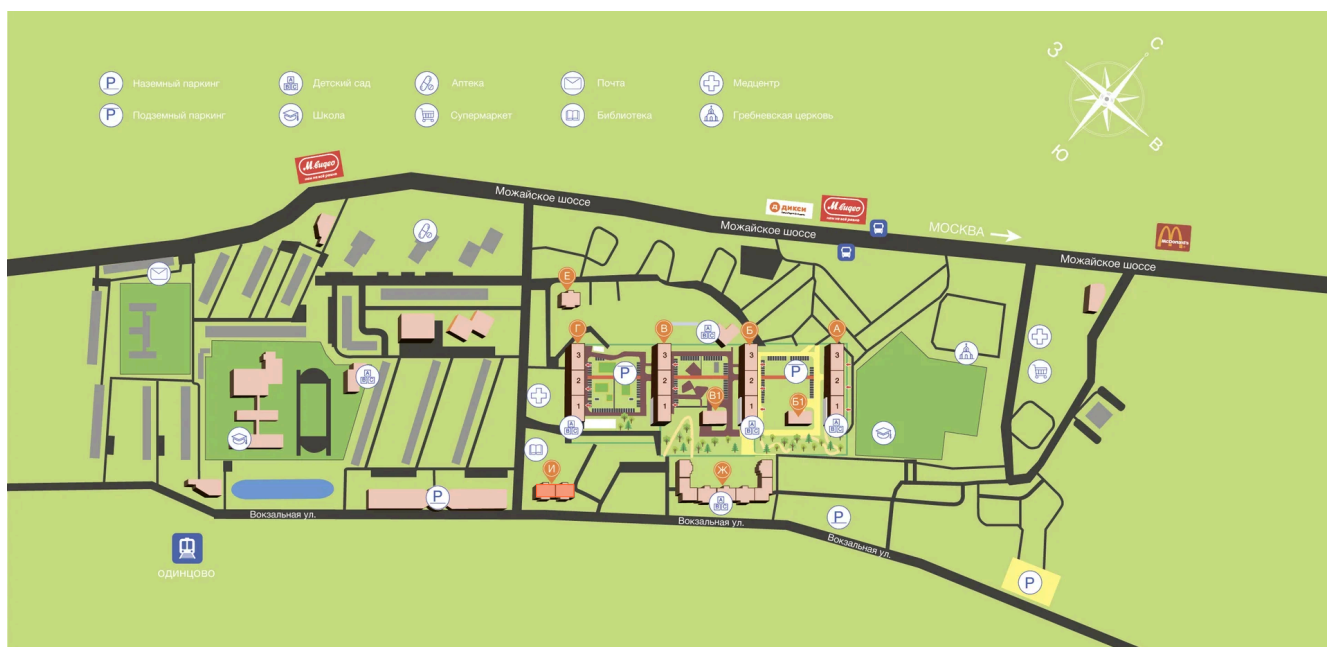 P Наземный паркинг
A B C Детский сад
Аптека
Почта
Медцентр
P Подземный паркинг
Школа
Супермаркет
Библиотека
Гребневская церковь
З
С
Ю
В
М.видео
Можайское шоссе
дикси
М.видео
Можайское шоссе
МОСКВА
McDonald's
Можайское шоссе
Е
Г
В
A B C
Б
А
3
3
3
3
P
P
2
2
2
2
A B C
1
1
1
1
В1
Б1
A B C
A B C
A B C
И
Ж
P
A B C
Вокзальная ул.
Вокзальная ул.
P
Вокзальная ул.
ОДИНЦОВО
P